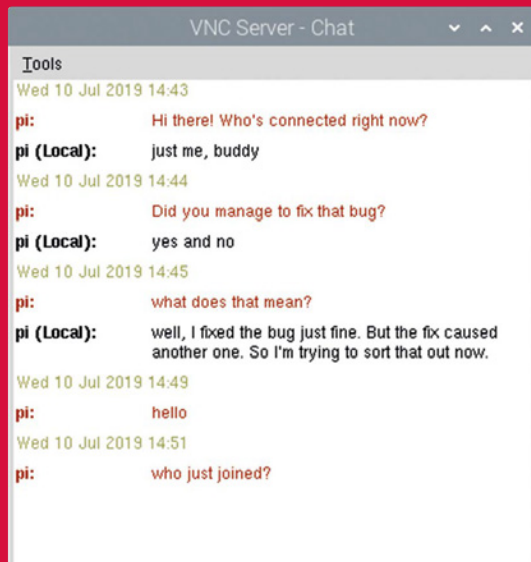 VNC Server - Chat
Tools
Wed 10 Jul 2019 14:43
pi: Hi there! Who's connected right now?
pi (Local): just me, buddy
Wed 10 Jul 2019 14:44
pi: Did you manage to fix that bug?
pi (Local): yes and no
Wed 10 Jul 2019 14:45
pi: what does that mean?
pi (Local): well, I fixed the bug just fine. But the fix caused
another one. So I'm trying to sort that out now.
Wed 10 Jul 2019 14:49
pi: hello
Wed 10 Jul 2019 14:51
pi: who just joined?